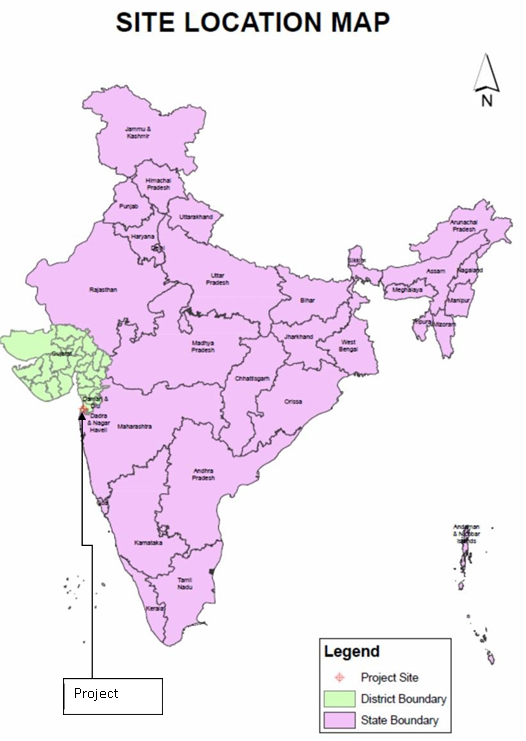 SITE LOCATION MAP
N
Jammu &
Kashmir
Himachal
Pradesh
Punjab
Uttarakhand
Haryana
Arunachal
Pradesh
Sikkim
Assam
Nagaland
Meghalaya
Manipur
Tripura
Mizoram
Rajasthan
Uttar
Pradesh
Bihar
Gujarat
Madhya
Pradesh
Jharkhand
West
Bengal
Chhattisgarh
Orissa
Daman &
Diu
Dadra
& Nagar
Haveli
Maharashtra
Andhra
Pradesh
Goa
Karnataka
Andaman
& Nicobar
Islands
Tamil
Nadu
Kerala
Project
Legend
Project Site
District Boundary
State Boundary